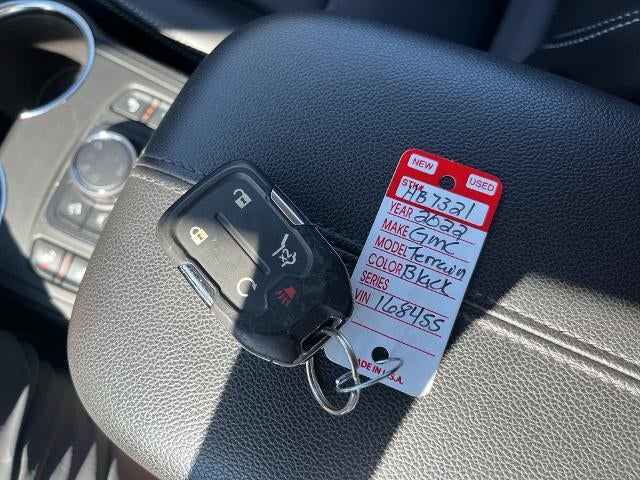 NEW
USED
STK# HB7321
YEAR 2022
MAKE Gmc
MODEL Terrain
COLOR Black
SERIES
VIN 168455
MADE IN U.S.A.